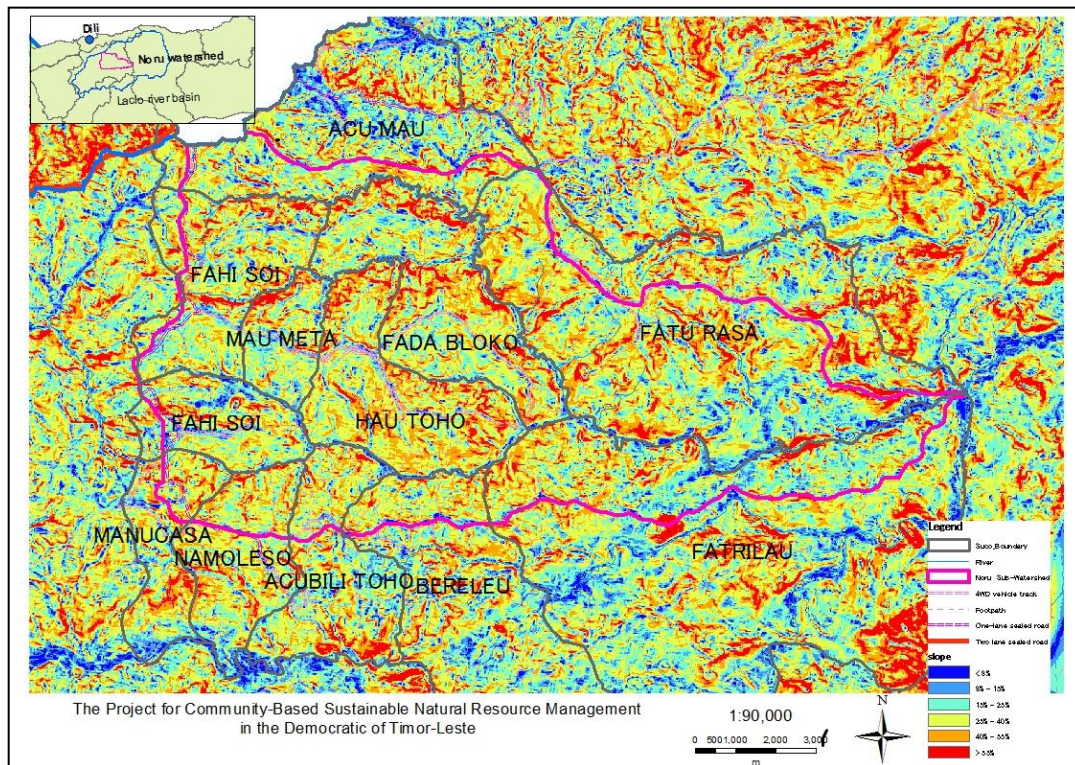 Dili
Noru watershed
Laclo river basin
ACU MAU
FAHI SOI
MAU META
FADA BLOKO
FATU RASA
FAHI SOI
HAU TOHO
MANUCASA
NAMOLESO
ACUBILI TOHO
BERELEU
FATRILAU
Legend
Suco_Boundary
River
Noru Sub-Watershed
4WD vehicle track
Footpath
One-lane sealed road
Two lane sealed road
slope
<8%
8% - 15%
15% - 25%
25% - 40%
40% - 55%
>55%
The Project for Community-Based Sustainable Natural Resource Management
in the Democratic of Timor-Leste
1:90,000
0 500 1,000 2,000 3,000
m
N